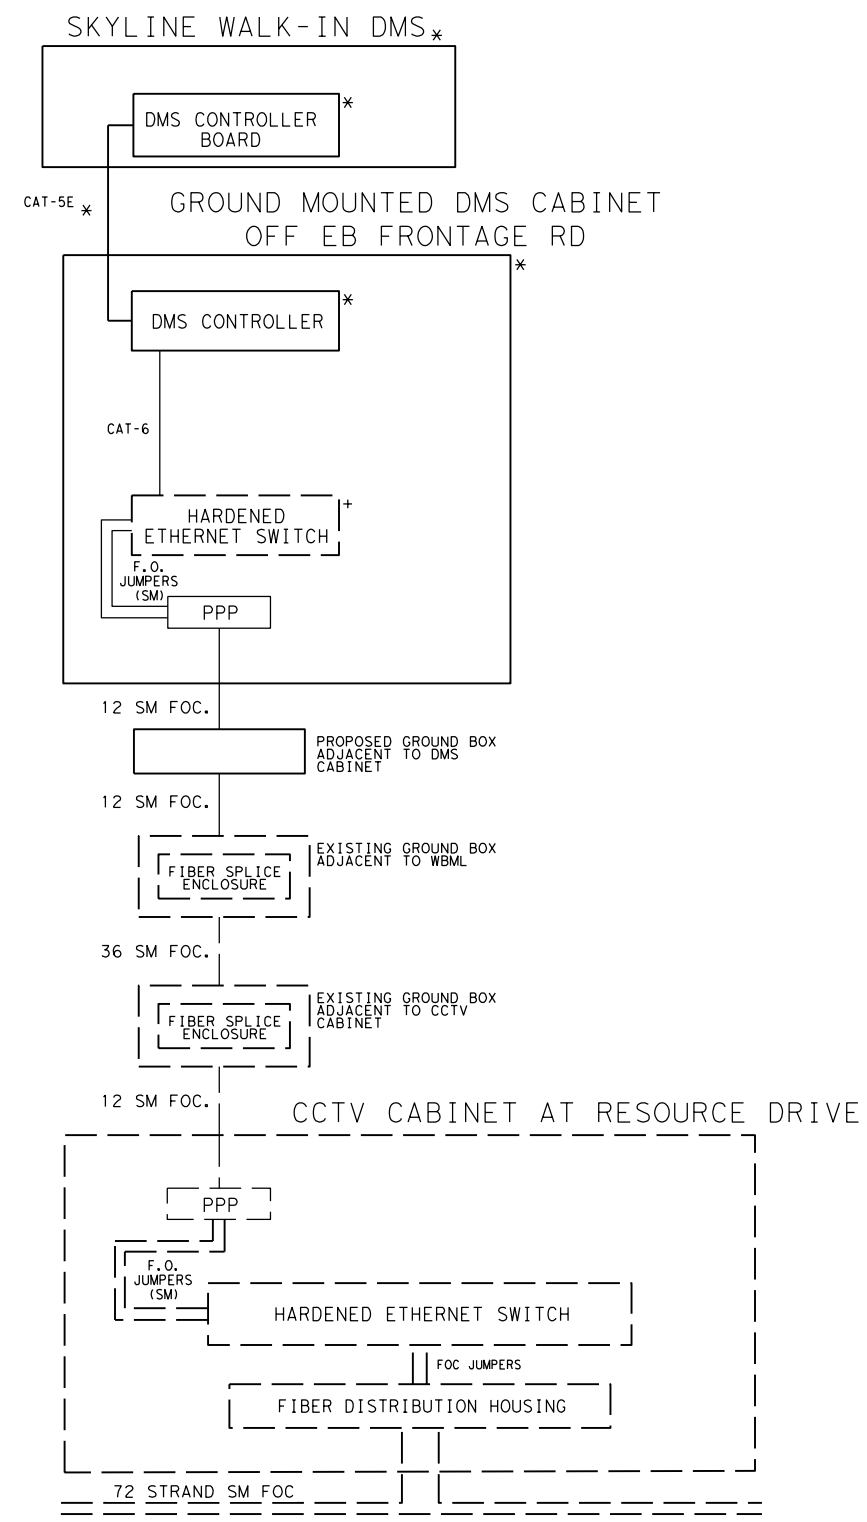 SKYLINE WALK-IN DMS*
DMS CONTROLLER
BOARD
*
CAT-5E *
GROUND MOUNTED DMS CABINET
OFF EB FRONTAGE RD
*
DMS CONTROLLER
*
CAT-6
HARDENED
ETHERNET SWITCH
+
F.O.
JUMPERS
(SM)
PPP
12 SM FOC.
PROPOSED GROUND BOX
ADJACENT TO DMS
CABINET
12 SM FOC.
EXISTING GROUND BOX
ADJACENT TO WBML
FIBER SPLICE
ENCLOSURE
36 SM FOC.
EXISTING GROUND BOX
ADJACENT TO CCTV
CABINET
FIBER SPLICE
ENCLOSURE
12 SM FOC.
CCTV CABINET AT RESOURCE DRIVE
PPP
F.O.
JUMPERS
(SM)
HARDENED ETHERNET SWITCH
FOC JUMPERS
FIBER DISTRIBUTION HOUSING
72 STRAND SM FOC